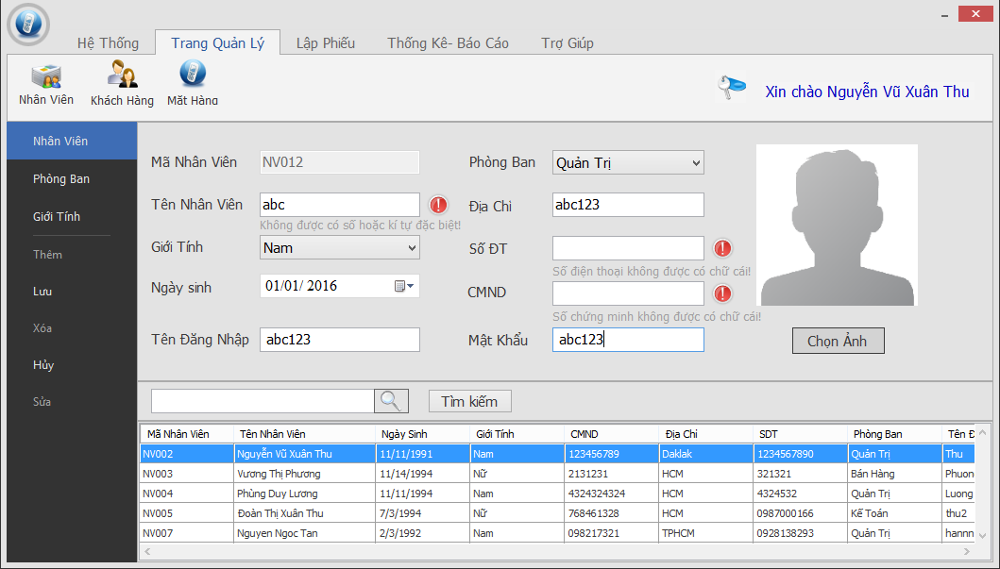 Hệ Thống Trang Quản Lý Lập Phiếu Thống Kê- Báo Cáo Trợ Giúp
Nhân Viên Khách Hàng Mặt Hàng
Xin chào Nguyễn Vũ Xuân Thu
Nhân Viên
Phòng Ban
Giới Tính
Thêm
Lưu
Xóa
Hủy
Sửa
Mã Nhân Viên NV012 Phòng Ban Quản Trị
Tên Nhân Viên abc Địa Chỉ abc123
Không được có số hoặc kí tự đặc biệt!
Giới Tính Nam Số ĐT
Số điện thoại không được có chữ cái!
Ngày sinh 01/01/ 2016 CMND
Số chứng minh không được có chữ cái!
Tên Đăng Nhập abc123 Mật Khẩu abc123
Chọn Ảnh
Tìm kiếm
Mã Nhân Viên Tên Nhân Viên Ngày Sinh Giới Tính CMND Địa Chỉ SDT Phòng Ban Tên Đ
NV002 Nguyễn Vũ Xuân Thu 11/11/1991 Nam 123456789 Daklak 1234567890 Quản Trị Thu
NV003 Vương Thị Phương 11/14/1994 Nữ 2131231 HCM 321321 Bán Hàng Phuon
NV004 Phùng Duy Lương 11/11/1994 Nam 4324324324 HCM 4324532 Quản Trị Luong
NV005 Đoàn Thị Xuân Thu 7/3/1994 Nữ 768461328 HCM 0987000166 Kế Toán thu2
NV007 Nguyen Ngoc Tan 2/3/1992 Nam 098217321 TPHCM 0928138293 Quản Trị hannn